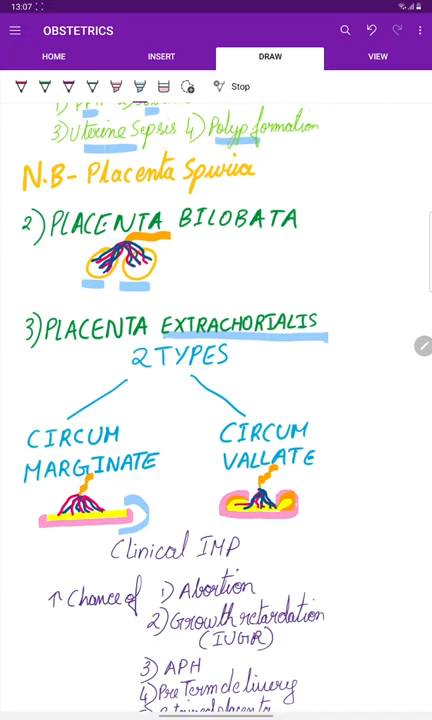 13:07
OBSTETRICS
HOME INSERT DRAW VIEW
Stop
1) PPH
3) Uterine Sepsis 4) Polyp formation
N.B- Placenta Spuria
2) PLACENTA BILOBATA
3) PLACENTA EXTRACHORIALIS
2 TYPES
CIRCUM
MARGINATE
CIRCUM
VALLATE
Clinical IMP
↑ Chance of 1) Abortion
2) Growth retardation
(IUGR)
3) APH
4) Pre Term delivery